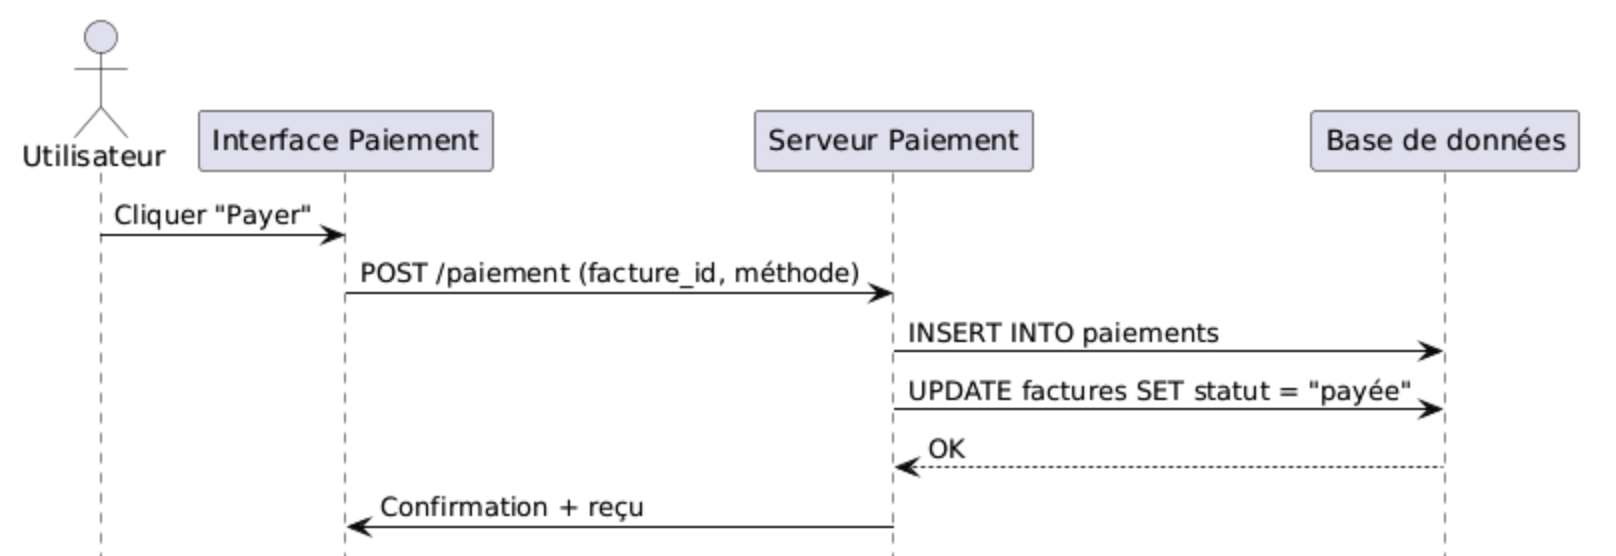 Utilisateur
Interface Paiement
Serveur Paiement
Base de données
Cliquer "Payer"
POST /paiement (facture_id, méthode)
INSERT INTO paiements
UPDATE factures SET statut = "payée"
OK
Confirmation + reçu